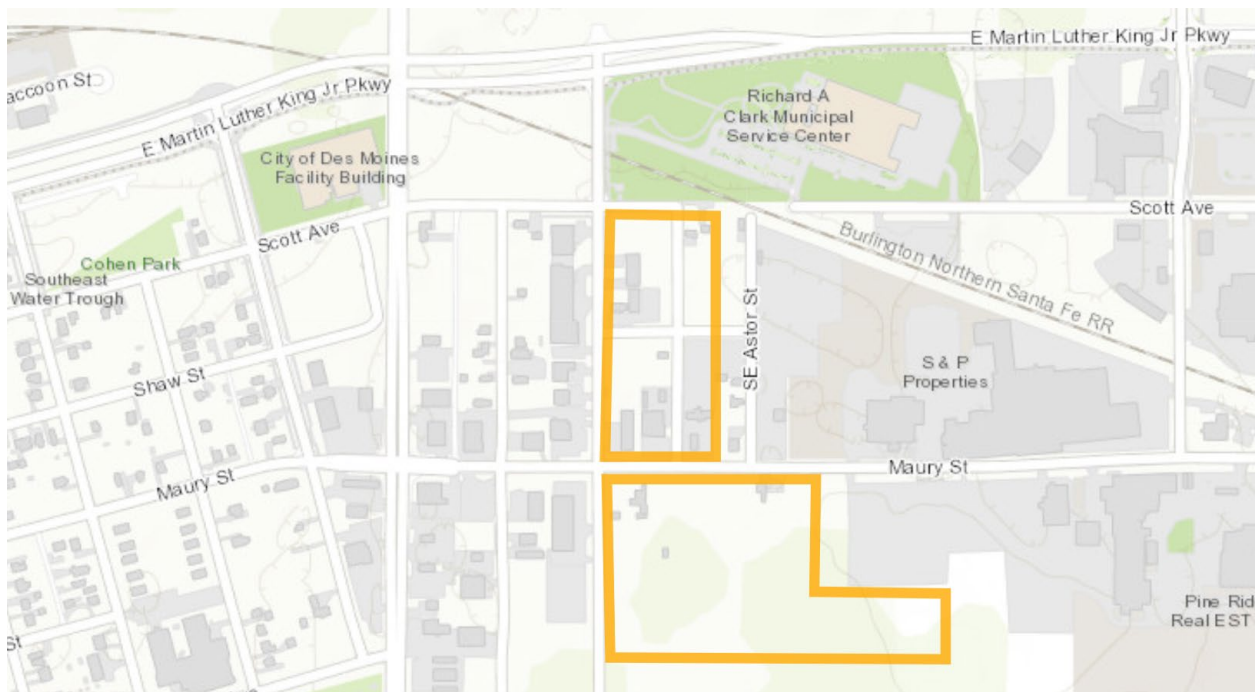 E Martin Luther King Jr Pkwy
accoon St
Richard A
Clark Municipal
Service Center
E Martin Luther King Jr Pkwy
City of Des Moines
Facility Building
Scott Ave
Scott Ave
Cohen Park
Southeast
Water Trough
Burlington Northern Santa Fe RR
SE Astor St
S & P
Properties
Shaw St
Maury St
Maury St
Pine Rid
Real EST
St